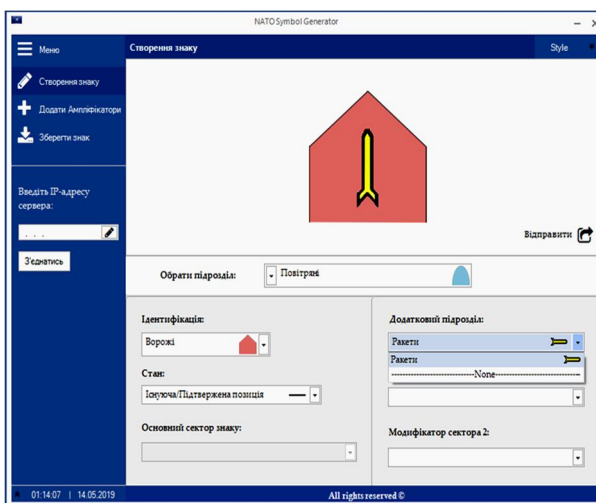 NATO Symbol Generator
Меню
Створення знаку
Style
Створення знаку
Додати Ампліфікатори
Зберегти знак
Введіть IP-адресу
сервера:
. . .
З'єднатись
Відправити
Обрати підрозділ:
Повітряні
Ідентифікація:
Ворожі
Стан:
Існуюча/Підтвержена позиція
Основний сектор знаку:
Додатковий підрозділ:
Ракети
Ракети
------------------------None------------------------
Модифікатор сектора 2:
01:14:07 | 14.05.2019
All rights reserved ©